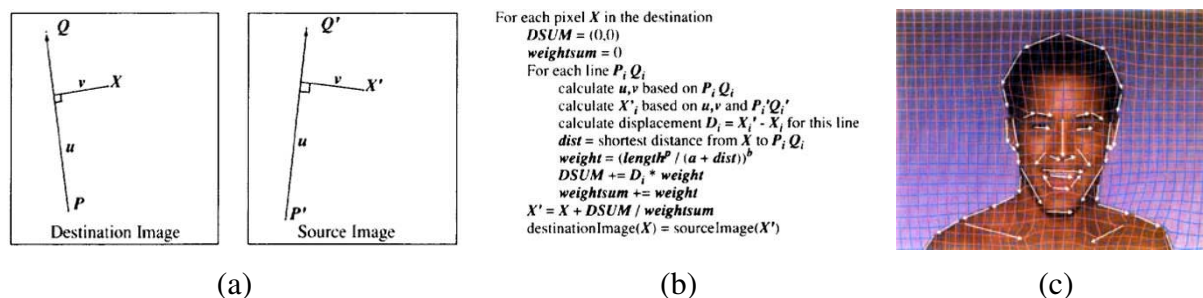 Q
v
X
u
P
Destination Image
Q'
v
X'
u
P'
Source Image
(a)
For each pixel X in the destination
DSUM = (0,0)
weightsum = 0
For each line P_i Q_i
calculate u,v based on P_i Q_i
calculate X'_i based on u,v and P_i'Q_i'
calculate displacement D_i = X_i' - X_i for this line
dist = shortest distance from X to P_i Q_i
weight = (length^p / (a + dist))^b
DSUM += D_i * weight
weightsum += weight
X' = X + DSUM / weightsum
destinationImage(X) = sourceImage(X')
(b)
(c)